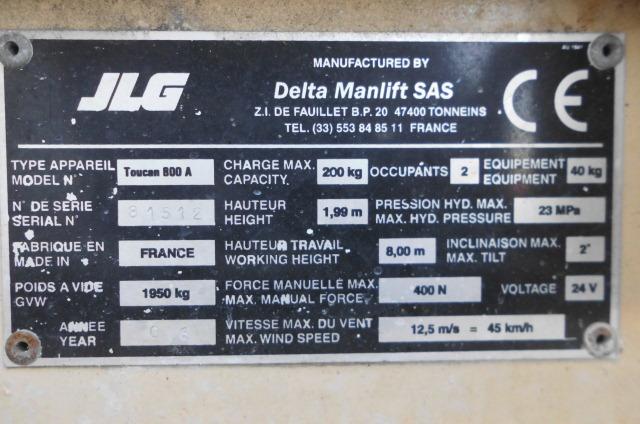 JLG
MANUFACTURED BY
Delta Manlift SAS
Z.I. DE FAUILLET B.P. 20 47400 TONNEINS
TEL. (33) 553 84 85 11 FRANCE
CE
TYPE APPAREIL
MODEL N°
Toucan 800 A
CHARGE MAX.
CAPACITY.
200 kg
OCCUPANTS
2
EQUIPEMENT
EQUIPMENT
40 kg
N° DE SERIE
SERIAL N°
81512
HAUTEUR
HEIGHT
1,99 m
PRESSION HYD. MAX.
MAX. HYD. PRESSURE
23 MPa
FABRIQUE EN
MADE IN
FRANCE
HAUTEUR TRAVAIL
WORKING HEIGHT
8,00 m
INCLINAISON MAX.
MAX. TILT
2°
POIDS A VIDE
GVW
1950 kg
FORCE MANUELLE MAX.
MAX. MANUAL FORCE.
400 N
VOLTAGE
24 V
ANNEE
YEAR
VITESSE MAX. DU VENT
MAX. WIND SPEED
12,5 m/s = 45 km/h